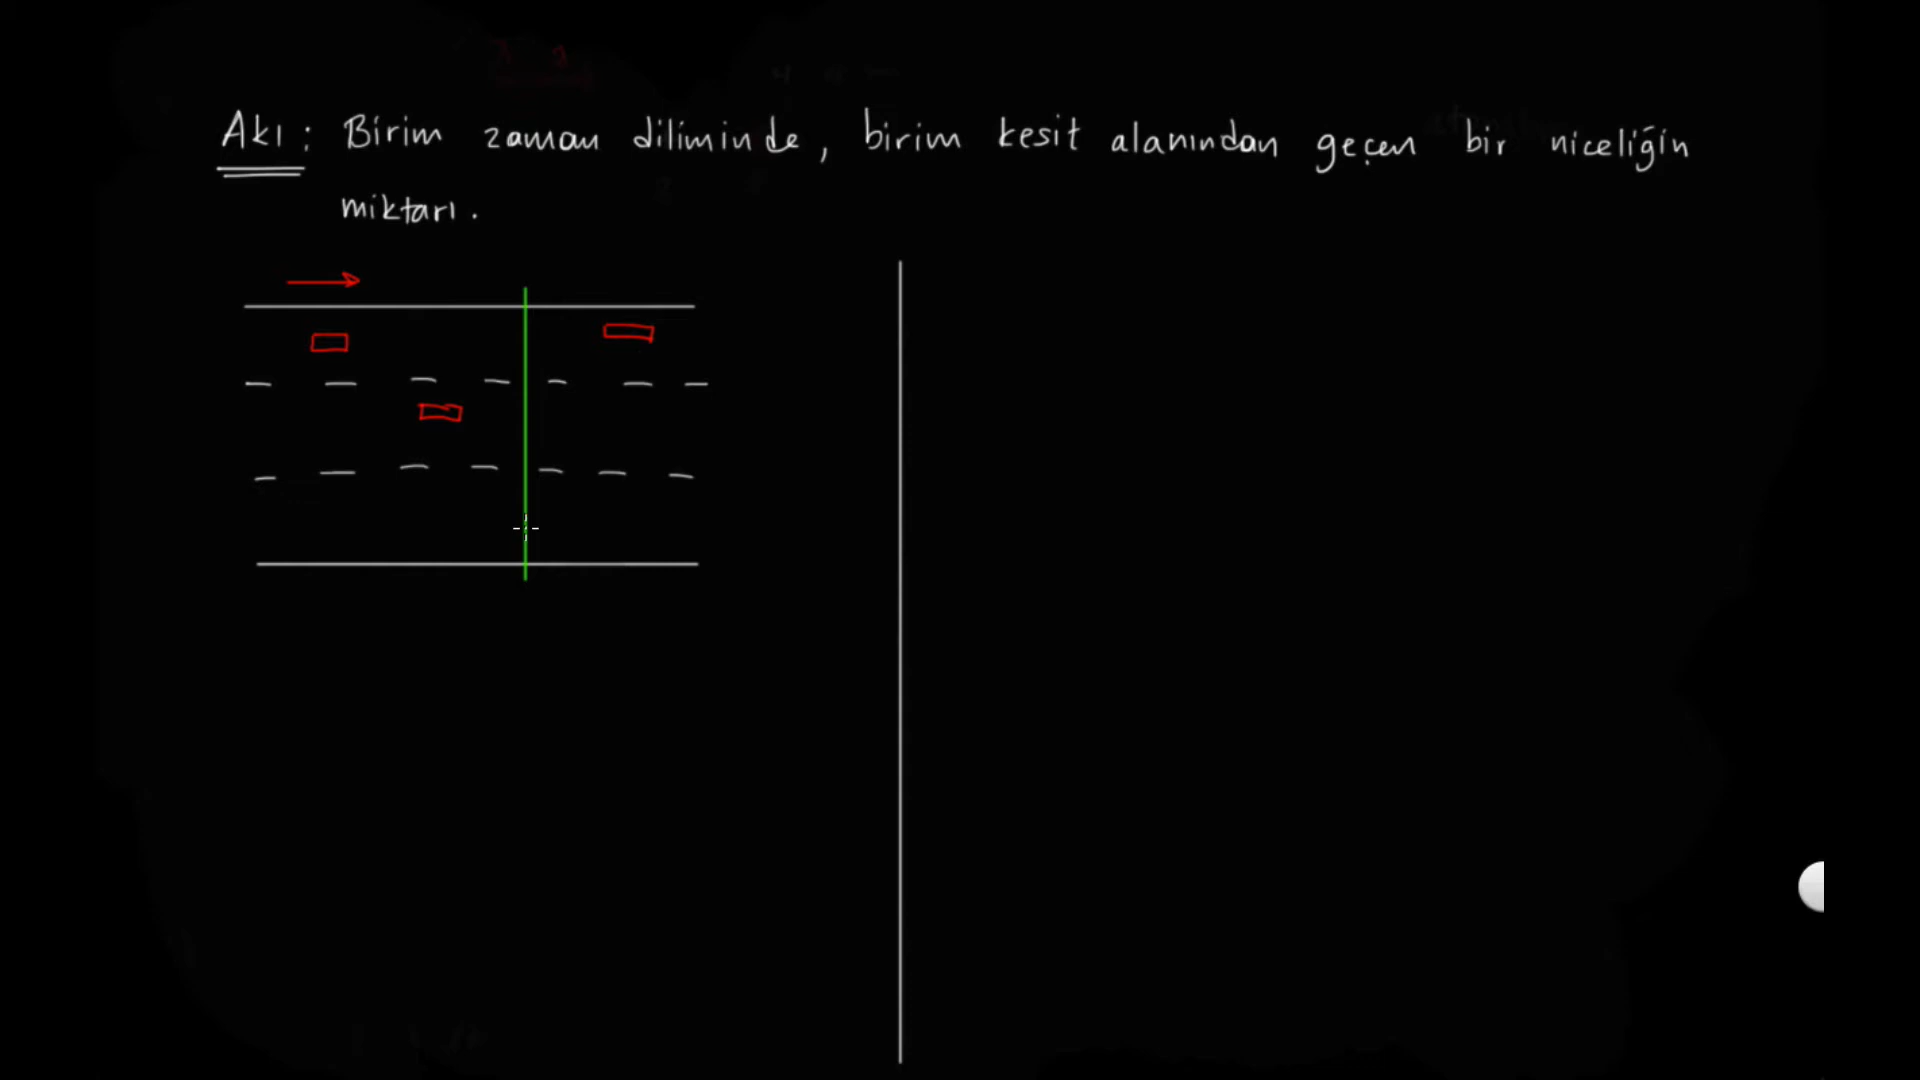 Akı: Birim zaman diliminde, birim kesit alanından geçen bir niceliğin
miktarı.